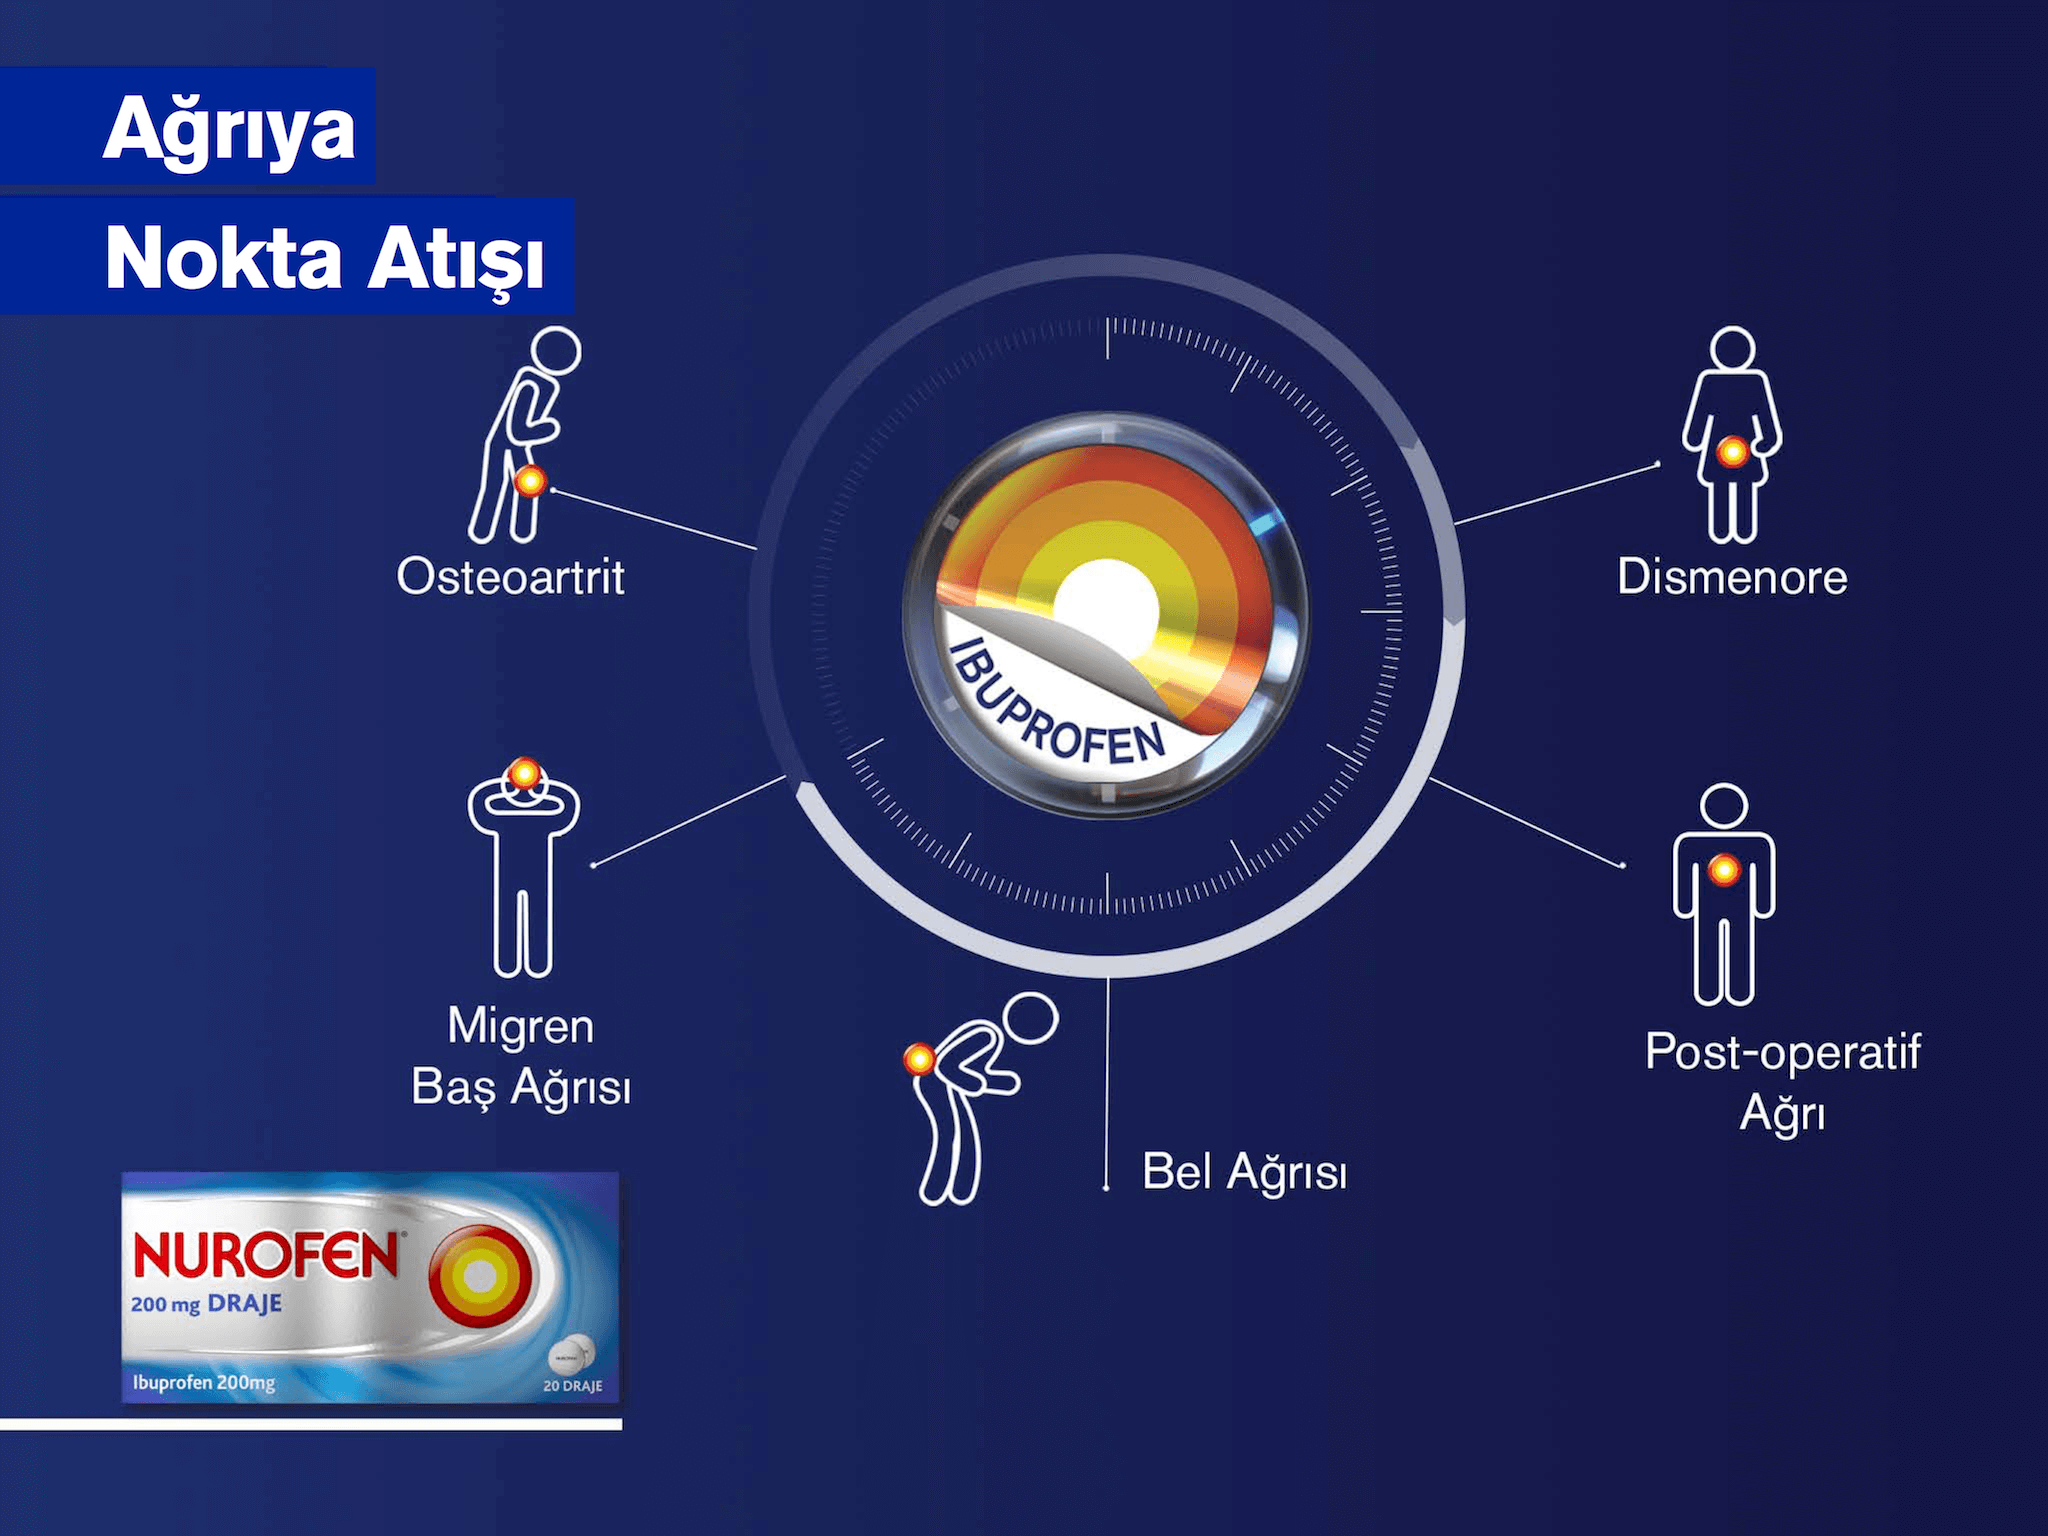 Ağrıya
Nokta Atışı
Osteoartrit
Dismenore
IBUPROFEN
Migren
Baş Ağrısı
Post-operatif
Ağrı
Bel Ağrısı
NUROFEN®
200 mg DRAJE
Ibuprofen 200mg
20 DRAJE